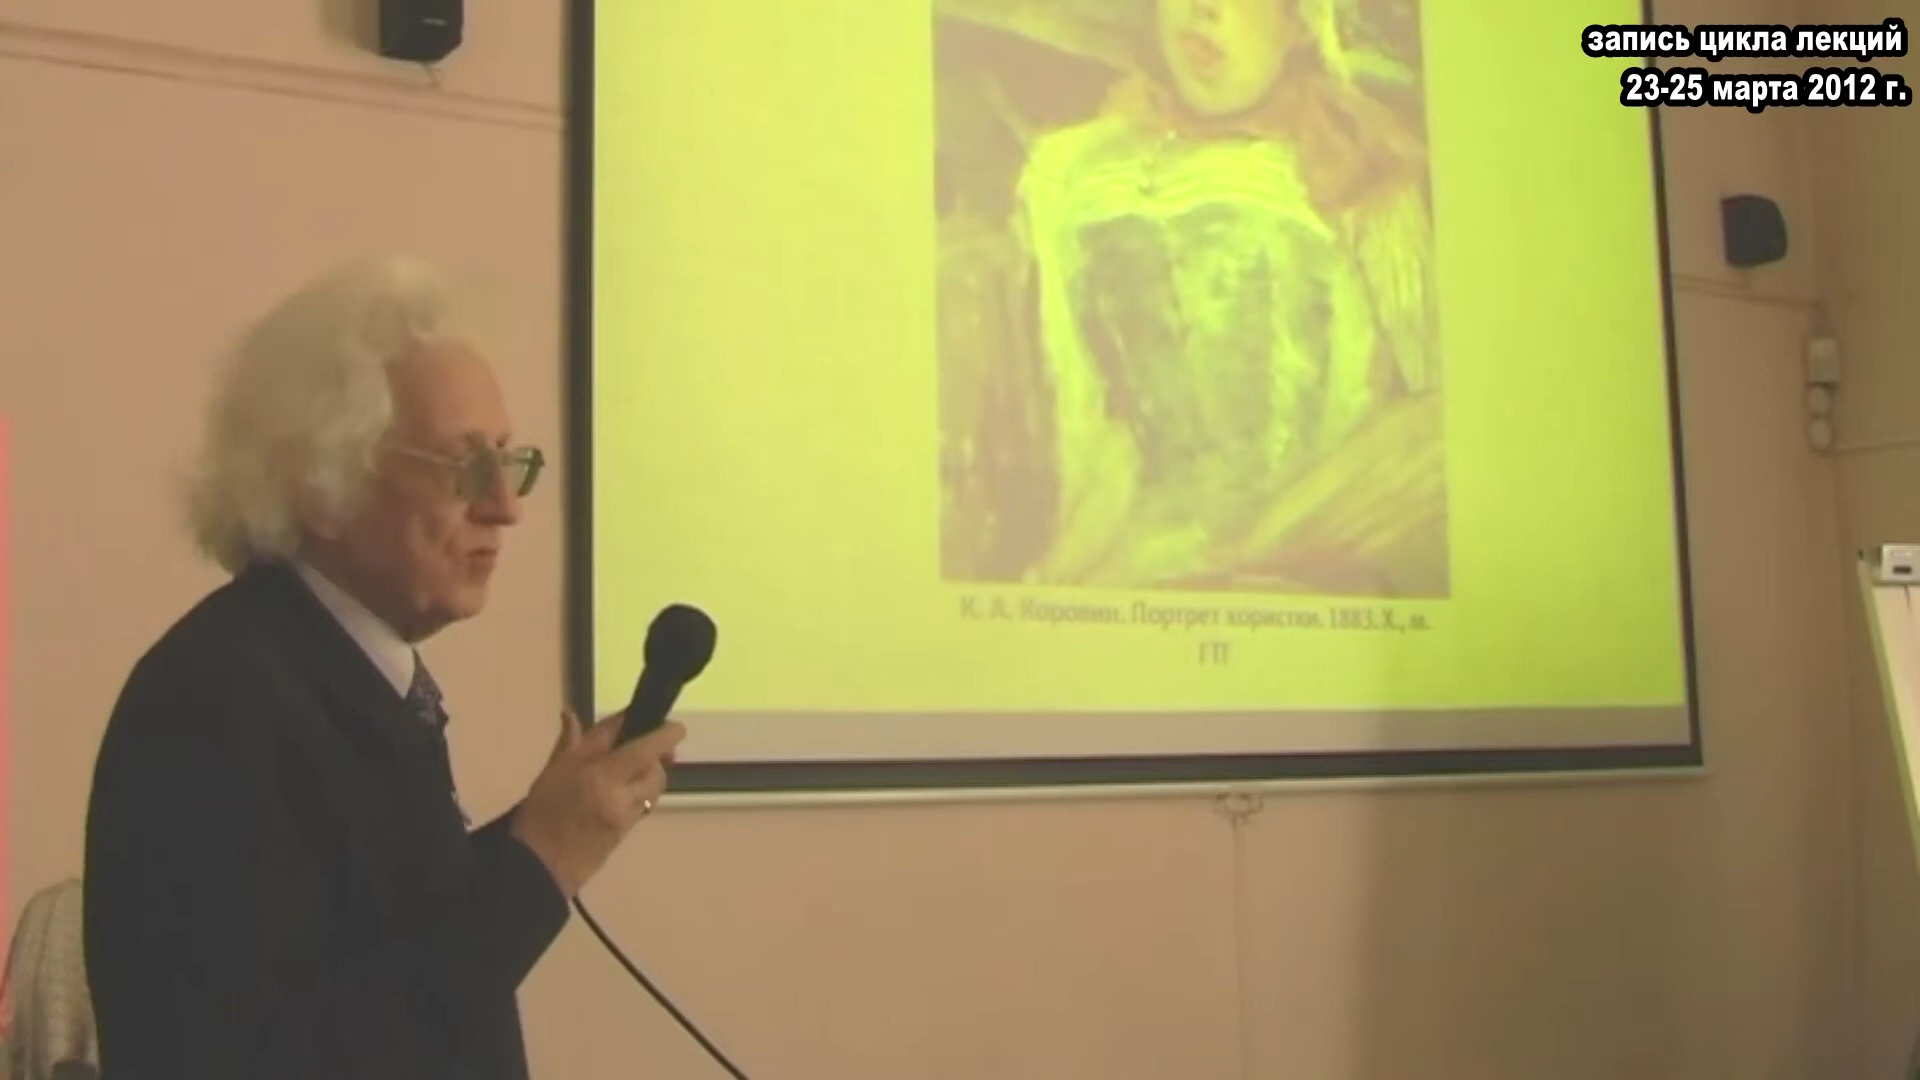 запись цикла лекций
23-25 марта 2012 г.
К. А. Коровин. Портрет хористки. 1883. Х., м.
ГТГ